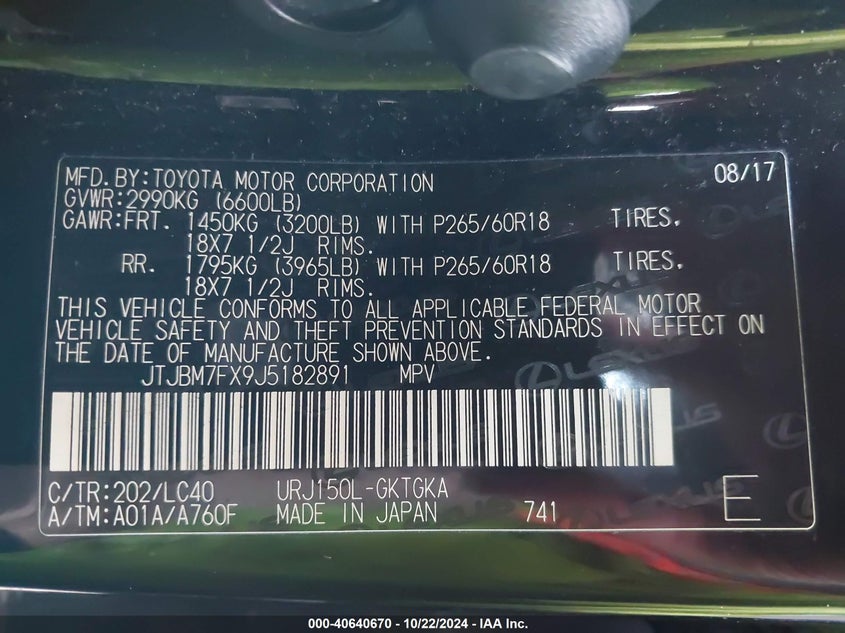 MFD.BY:TOYOTA MOTOR CORPORATION 08/17
GVWR:2990KG (6600LB)
GAWR:FRT. 1450KG (3200LB) WITH P265/60R18 TIRES.
18X7 1/2J RIMS.
RR. 1795KG (3965LB) WITH P265/60R18 TIRES.
18X7 1/2J RIMS.
THIS VEHICLE CONFORMS TO ALL APPLICABLE FEDERAL MOTOR
VEHICLE SAFETY AND THEFT PREVENTION STANDARDS IN EFFECT ON
THE DATE OF MANUFACTURE SHOWN ABOVE.
JTJBM7FX9J5182891 MPV
LEXUS
C/TR:202/LC40 URJ150L-GKTGKA
A/TM:A01A/A760F MADE IN JAPAN 741 E
000-40640670 - 10/22/2024 - IAA Inc.